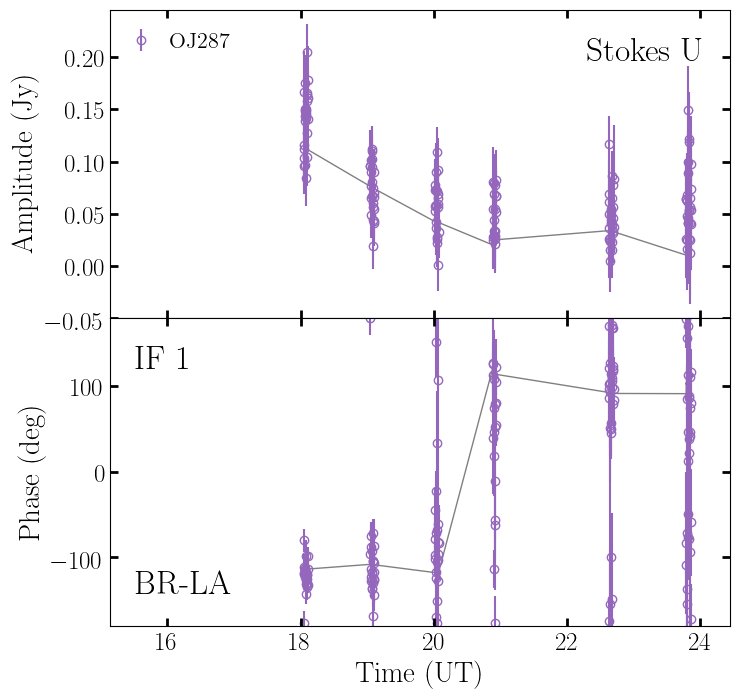 OJ287
Stokes U
Amplitude (Jy)
0.20
0.15
0.10
0.05
0.00
−0.05
IF 1
Phase (deg)
100
0
−100
BR-LA
16
18
20
22
24
Time (UT)